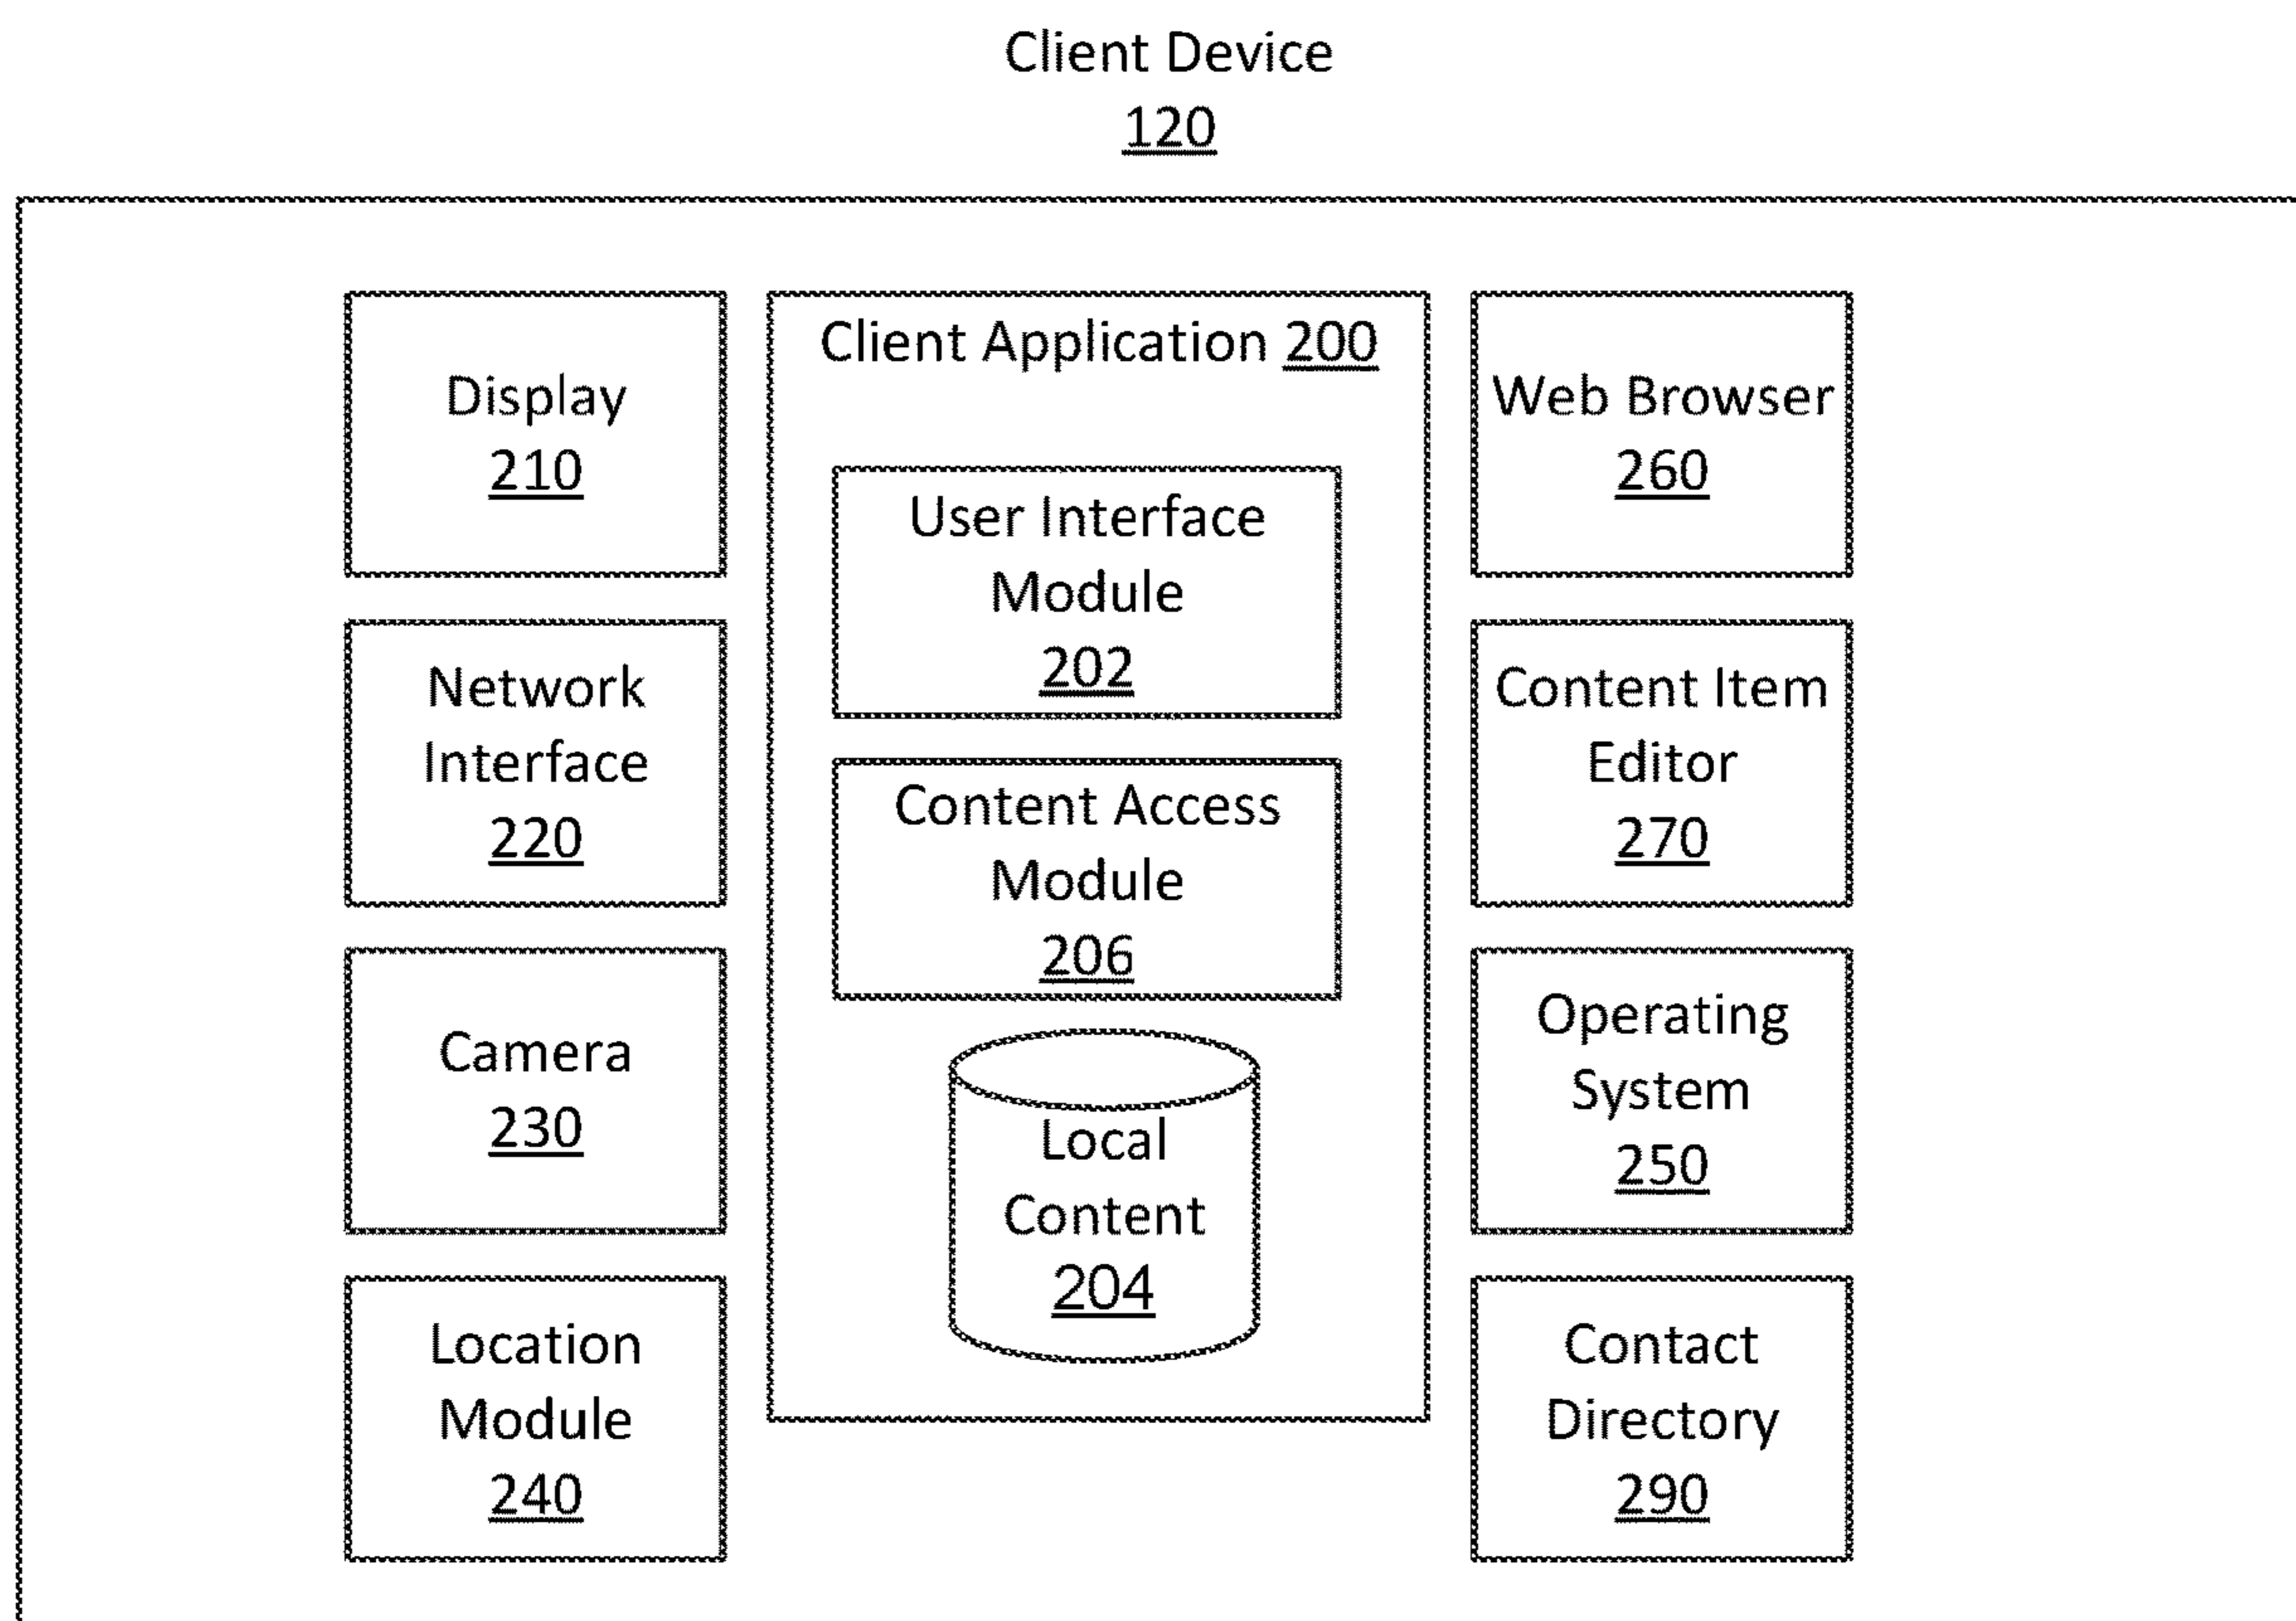 Client Device
120
Display
210
Network
Interface
220
Camera
230
Location
Module
240
Client Application 200
User Interface
Module
202
Content Access
Module
206
Local
Content
204
Web Browser
260
Content Item
Editor
270
Operating
System
250
Contact
Directory
290